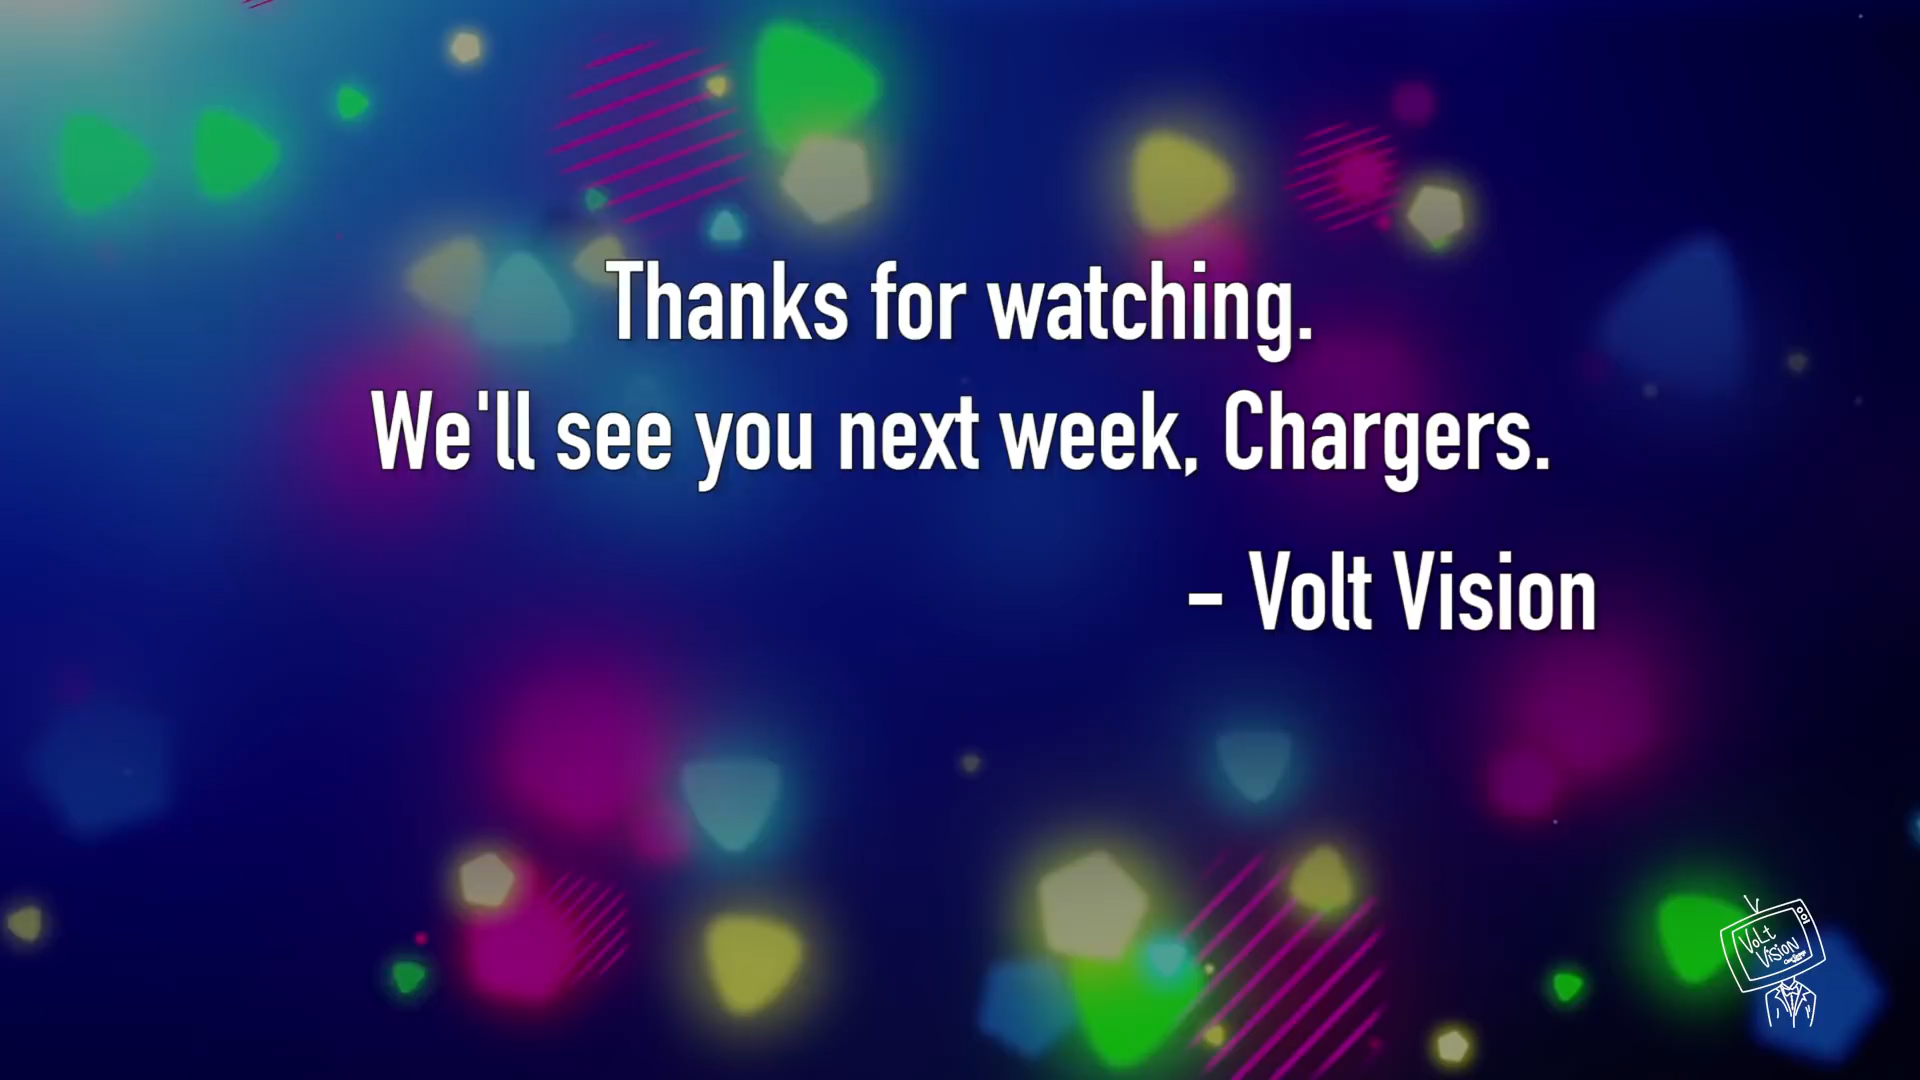 Thanks for watching.
We'll see you next week, Chargers.
– Volt Vision
Volt
Vision